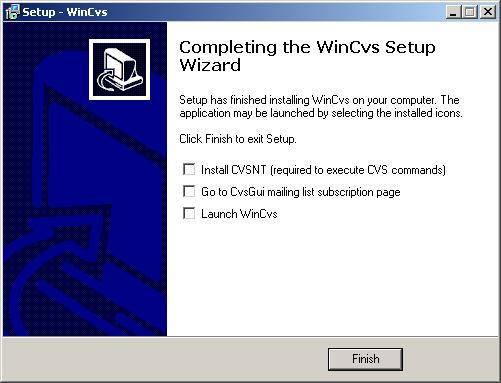 Setup - WinCvs
Completing the WinCvs Setup
Wizard
Setup has finished installing WinCvs on your computer. The
application may be launched by selecting the installed icons.
Click Finish to exit Setup.
Install CVSNT (required to execute CVS commands)
Go to CvsGui mailing list subscription page
Launch WinCvs
Finish